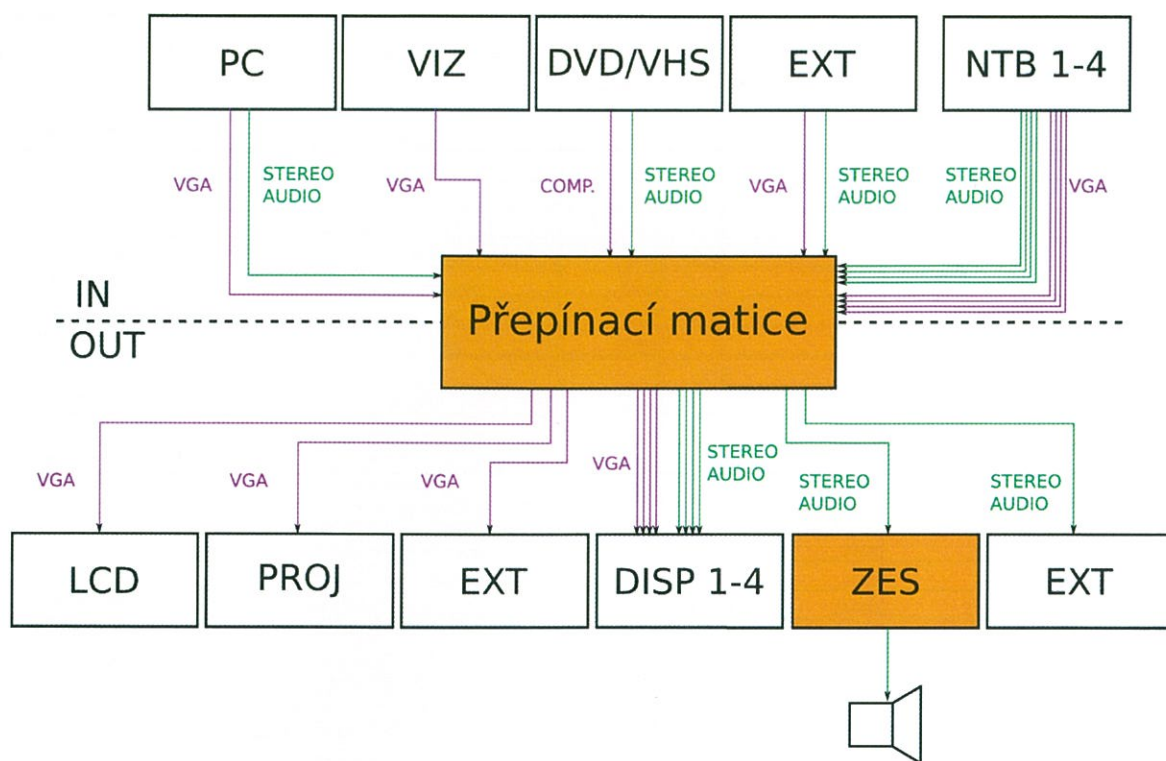 PC
VIZ
DVD/VHS
EXT
NTB 1-4
VGA
STEREO
AUDIO
VGA
COMP.
STEREO
AUDIO
VGA
STEREO
AUDIO
STEREO
AUDIO
VGA
IN
OUT
Přepínací matice
VGA
VGA
VGA
VGA
STEREO
AUDIO
STEREO
AUDIO
STEREO
AUDIO
LCD
PROJ
EXT
DISP 1-4
ZES
EXT